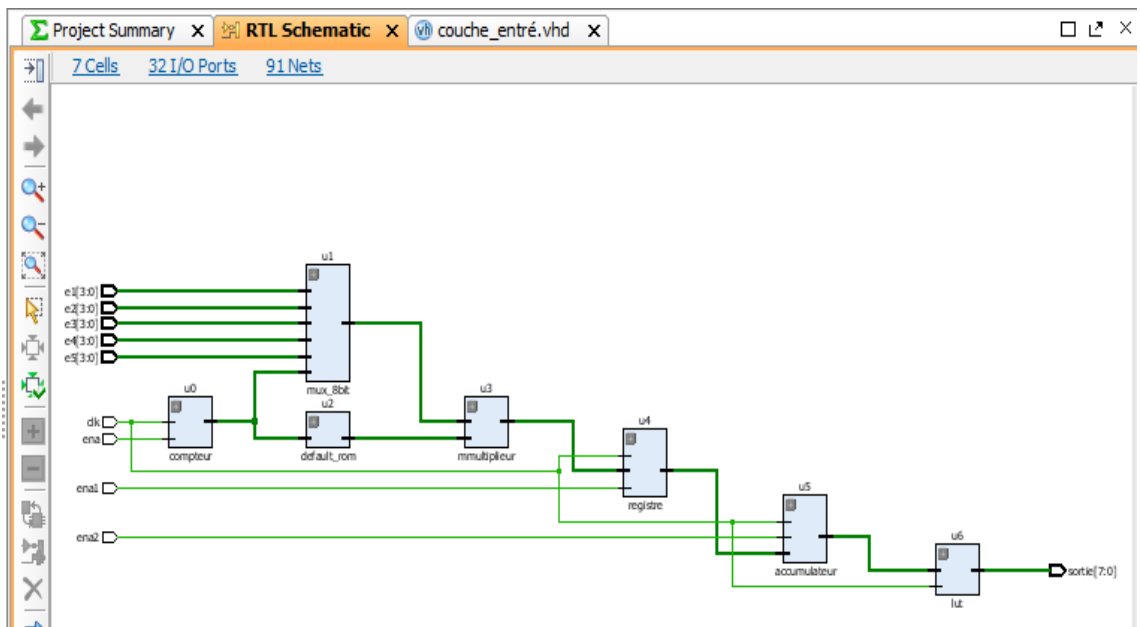 Project Summary
RTL Schematic
couche_entré.vhd
7 Cells
32 I/O Ports
91 Nets
u1
e1[3:0]
e2[3:0]
e3[3:0]
e4[3:0]
e5[3:0]
mux_8bit
u0
u2
u3
clk
ena
compteur
default_rom
mmultiplieur
u4
ena1
registre
u5
ena2
accumulateur
u6
sortie[7:0]
lut